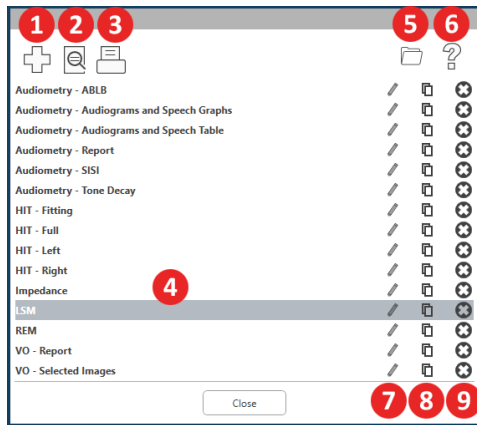 1 2 3 5 6
?
Audiometry - ABLB
Audiometry - Audiograms and Speech Graphs
Audiometry - Audiograms and Speech Table
Audiometry - Report
Audiometry - SISI
Audiometry - Tone Decay
HIT - Fitting
HIT - Full
HIT - Left
HIT - Right
Impedance 4
LSM
REM
VO - Report
VO - Selected Images
Close 7 8 9